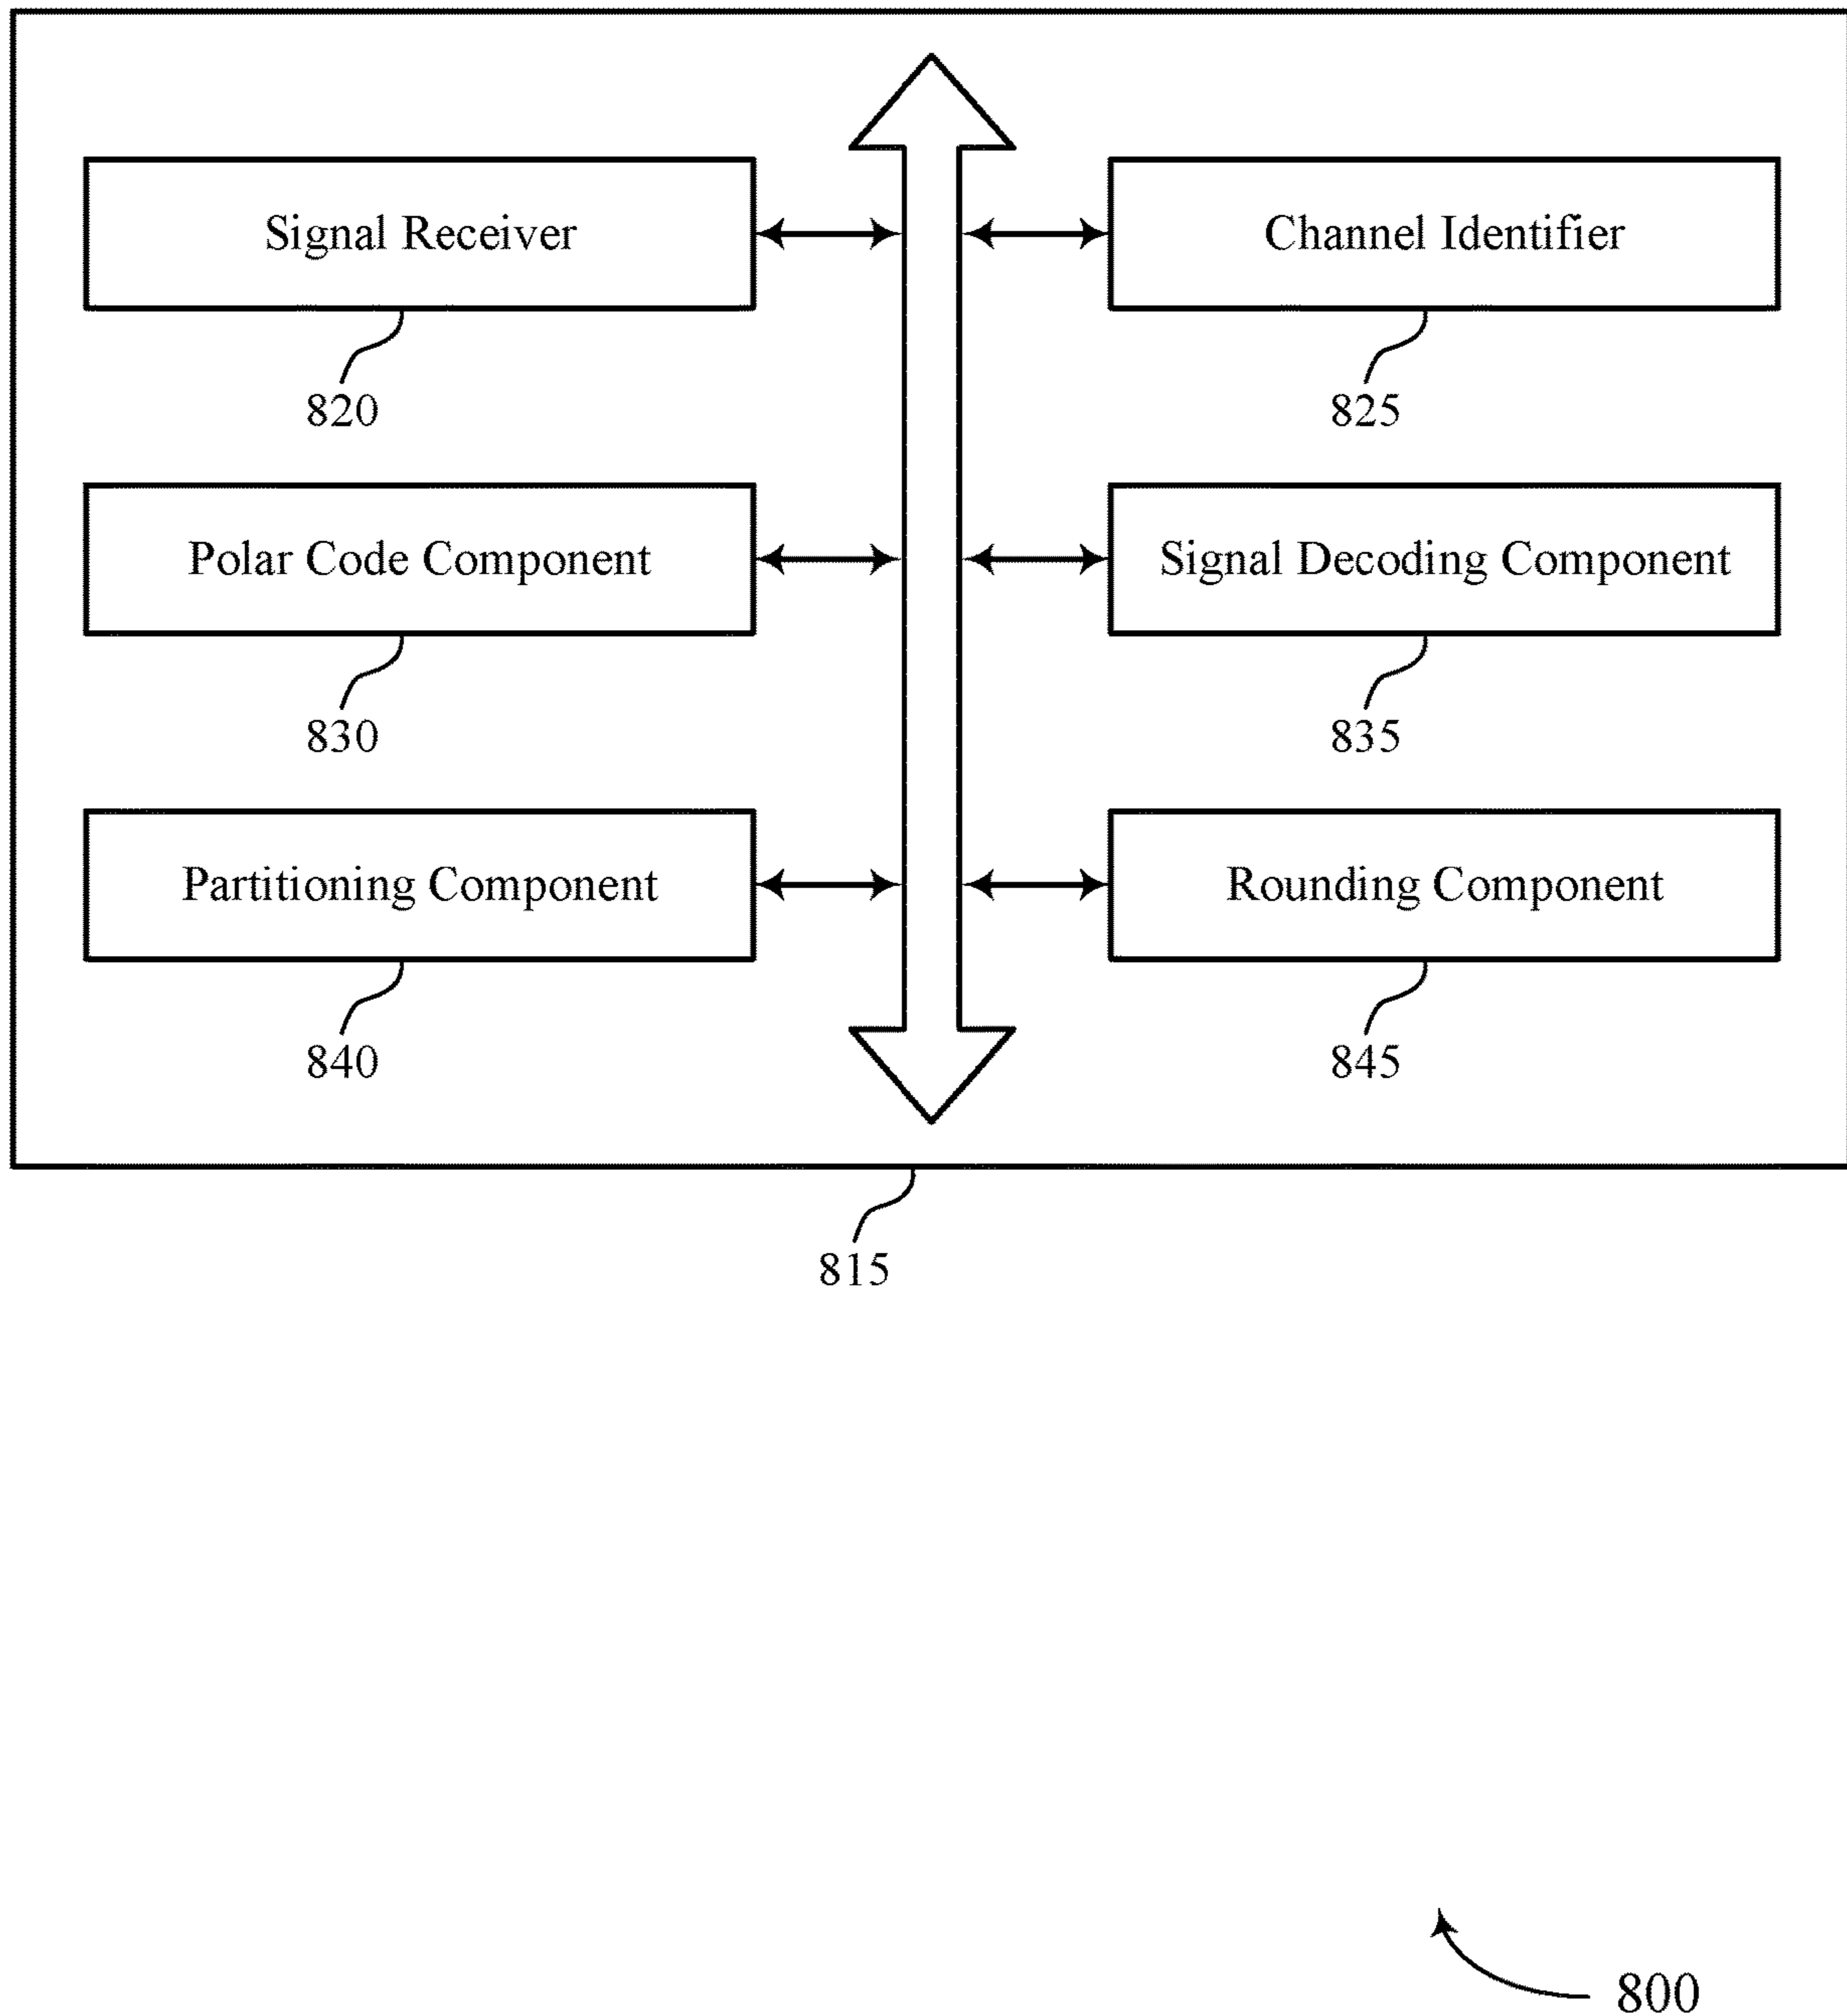 Signal Receiver
Channel Identifier
820
825
Polar Code Component
Signal Decoding Component
830
835
Partitioning Component
Rounding Component
840
845
815
800